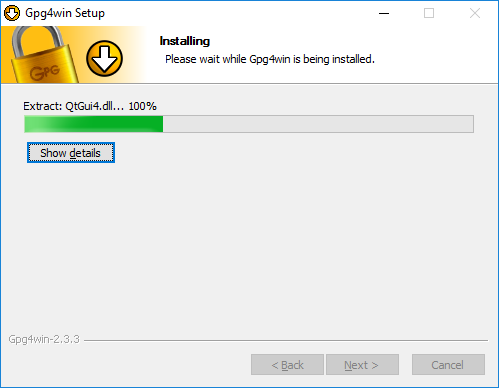 Gpg4win Setup
GPG
Installing
Please wait while Gpg4win is being installed.
Extract: QtGui4.dll... 100%
Show details
Gpg4win-2.3.3
< Back Next > Cancel